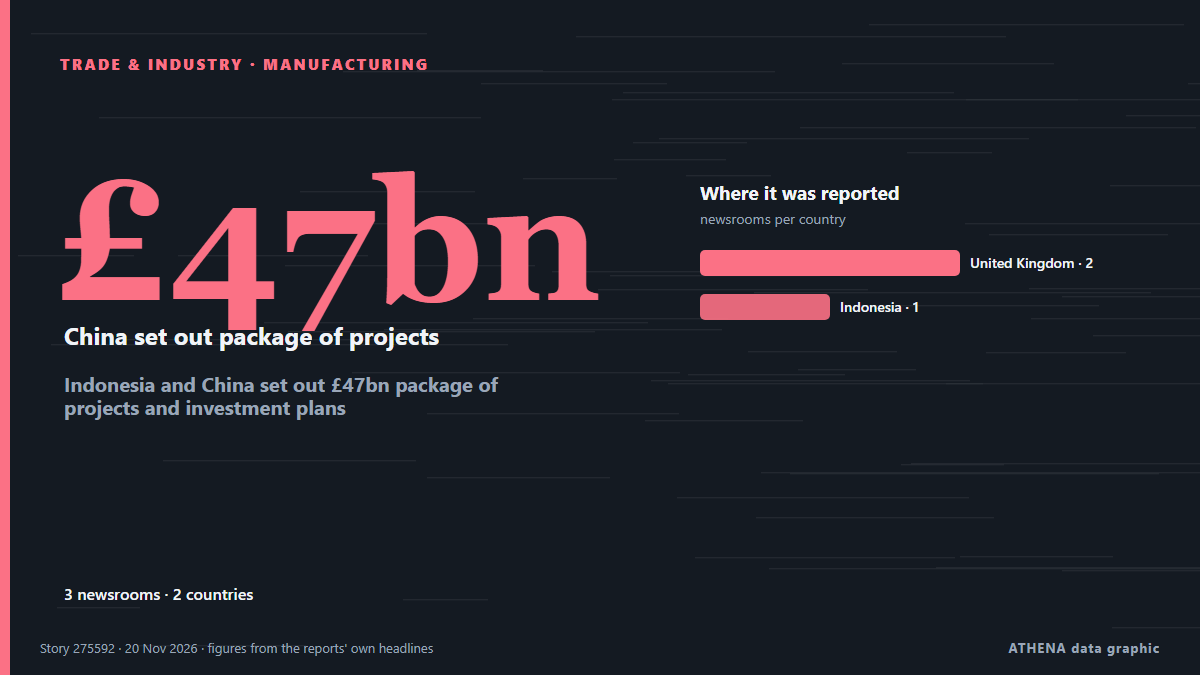 TRADE & INDUSTRY · MANUFACTURING
£47bn
China set out package of projects
Indonesia and China set out £47bn package of
projects and investment plans
Where it was reported
newsrooms per country
United Kingdom · 2
Indonesia · 1
3 newsrooms · 2 countries
Story 275592 · 20 Nov 2026 · figures from the reports' own headlines
ATHENA data graphic